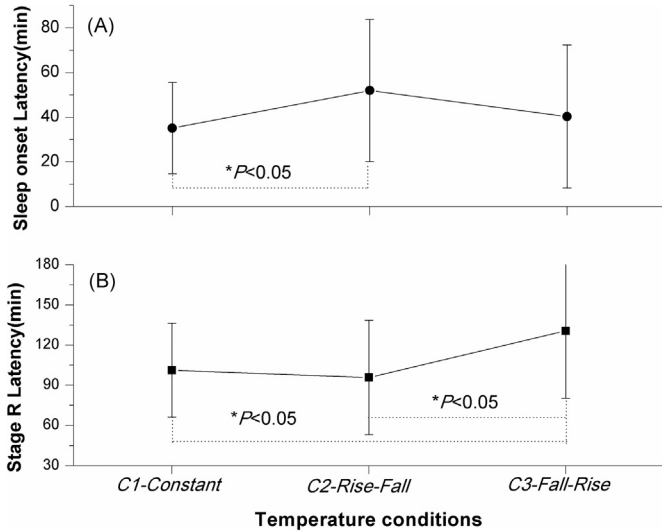 (A)
Sleep onset Latency(min)
80
60
40
20
0
*P<0.05
(B)
Stage R Latency(min)
180
150
120
90
60
30
*P<0.05
*P<0.05
C1-Constant
C2-Rise-Fall
C3-Fall-Rise
Temperature conditions